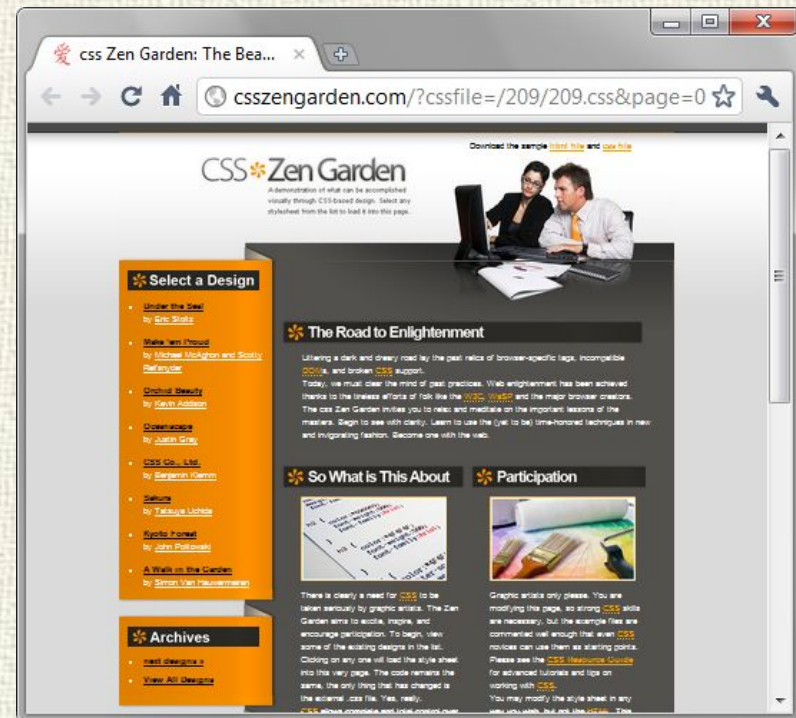 爱 css Zen Garden: The Bea...
csszengarden.com/?cssfile=/209/209.css&page=0
Download the sample html file and css file
CSS Zen Garden
A demonstration of what can be accomplished
visually through CSS-based design. Select any
stylesheet from the list to load it into this page.
Select a Design
Under the Sea!
by Eric Stoltz
Make 'em Proud
by Michael McAghon and Scotty
Reifsnyder
Orchid Beauty
by Kevin Addison
Oceanscape
by Justin Gray
CSS Co., Ltd.
by Benjamin Klemm
Sakura
by Tatsuya Uchida
Kyoto Forest
by John Politowski
A Walk in the Garden
by Simon Van Hauwermeiren
Archives
next designs »
View All Designs
The Road to Enlightenment
Littering a dark and dreary road lay the past relics of browser-specific tags, incompatible
DOMs, and broken CSS support.
Today, we must clear the mind of past practices. Web enlightenment has been achieved
thanks to the tireless efforts of folk like the W3C, WaSP and the major browser creators.
The css Zen Garden invites you to relax and meditate on the important lessons of the
masters. Begin to see with clarity. Learn to use the (yet to be) time-honored techniques in new
and invigorating fashion. Become one with the web.
So What is This About
There is clearly a need for CSS to be
taken seriously by graphic artists. The Zen
Garden aims to excite, inspire, and
encourage participation. To begin, view
some of the existing designs in the list.
Clicking on any one will load the style sheet
into this very page. The code remains the
same, the only thing that has changed is
the external .css file. Yes, really.
CSS allows complete and total control over
Participation
Graphic artists only please. You are
modifying this page, so strong CSS skills
are necessary, but the example files are
commented well enough that even CSS
novices can use them as starting points.
Please see the CSS Resource Guide
for advanced tutorials and tips on
working with CSS.
You may modify the style sheet in any
way you wish, but not the HTML. This